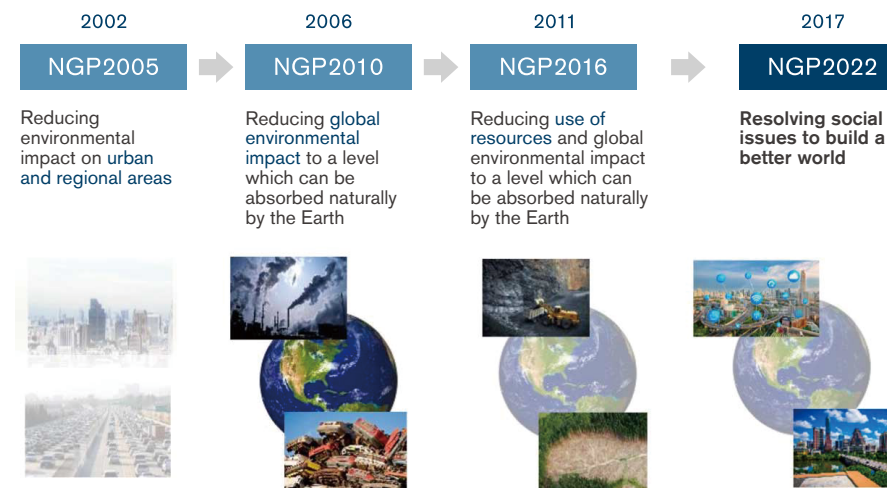 2002
NGP2005
Reducing
environmental
impact on urban
and regional areas
2006
NGP2010
Reducing global
environmental
impact to a level
which can be
absorbed naturally
by the Earth
2011
NGP2016
Reducing use of
resources and global
environmental impact
to a level which can
be absorbed naturally
by the Earth
2017
NGP2022
Resolving social
issues to build a
better world